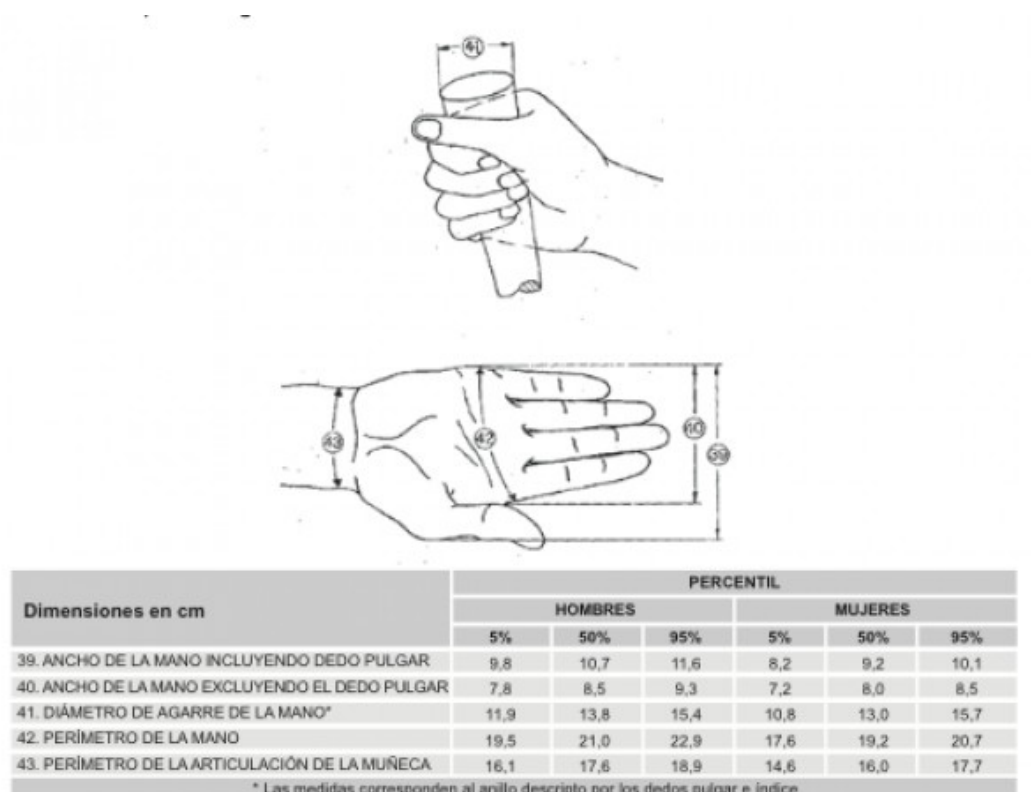 41
42
43
40
39
Dimensiones en cm
PERCENTIL
HOMBRES MUJERES
5% 50% 95% 5% 50% 95%
39. ANCHO DE LA MANO INCLUYENDO DEDO PULGAR 9,8 10,7 11,6 8,2 9,2 10,1
40. ANCHO DE LA MANO EXCLUYENDO EL DEDO PULGAR 7,8 8,5 9,3 7,2 8,0 8,5
41. DIÁMETRO DE AGARRE DE LA MANO* 11,9 13,8 15,4 10,8 13,0 15,7
42. PERÍMETRO DE LA MANO 19,5 21,0 22,9 17,6 19,2 20,7
43. PERÍMETRO DE LA ARTICULACIÓN DE LA MUÑECA 16,1 17,6 18,9 14,6 16,0 17,7
* Las medidas corresponden al anillo descripto por los dedos pulgar e índice